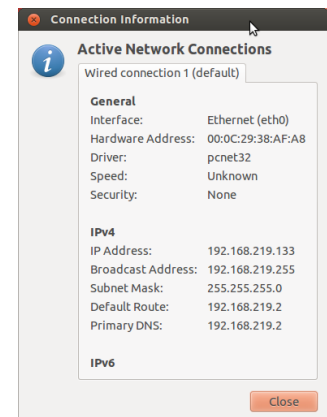 Connection Information
Active Network Connections
Wired connection 1 (default)
General
Interface: Ethernet (eth0)
Hardware Address: 00:0C:29:38:AF:A8
Driver: pcnet32
Speed: Unknown
Security: None
IPv4
IP Address: 192.168.219.133
Broadcast Address: 192.168.219.255
Subnet Mask: 255.255.255.0
Default Route: 192.168.219.2
Primary DNS: 192.168.219.2
IPv6
Close